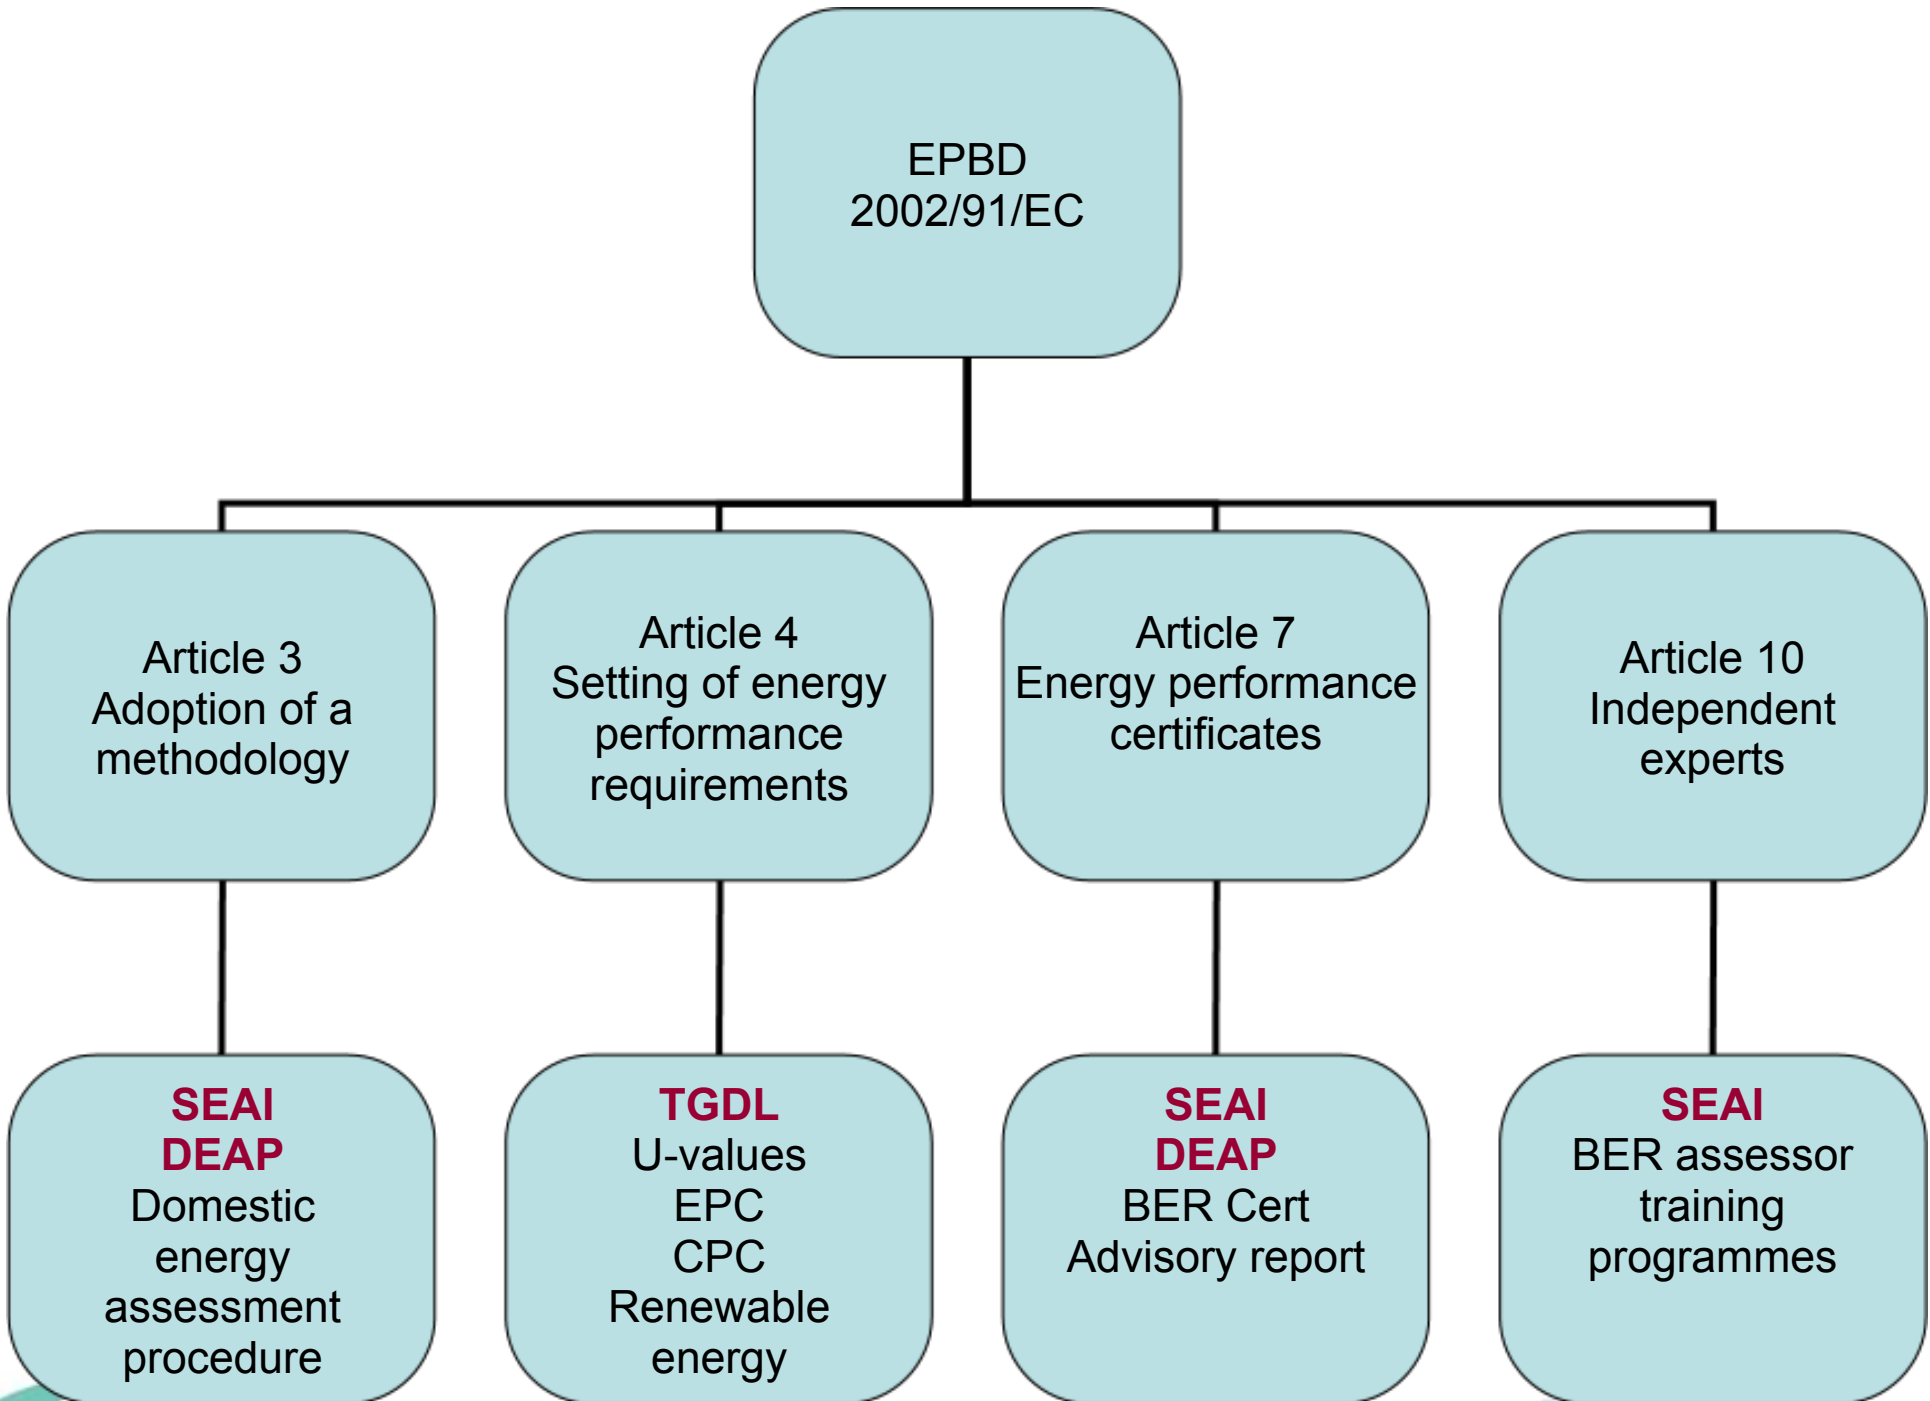 EPBD
2002/91/EC
Article 3
Adoption of a
methodology
Article 4
Setting of energy
performance
requirements
Article 7
Energy performance
certificates
Article 10
Independent
experts
SEAI
DEAP
Domestic
energy
assessment
procedure
TGDL
U-values
EPC
CPC
Renewable
energy
SEAI
DEAP
BER Cert
Advisory report
SEAI
BER assessor
training
programmes